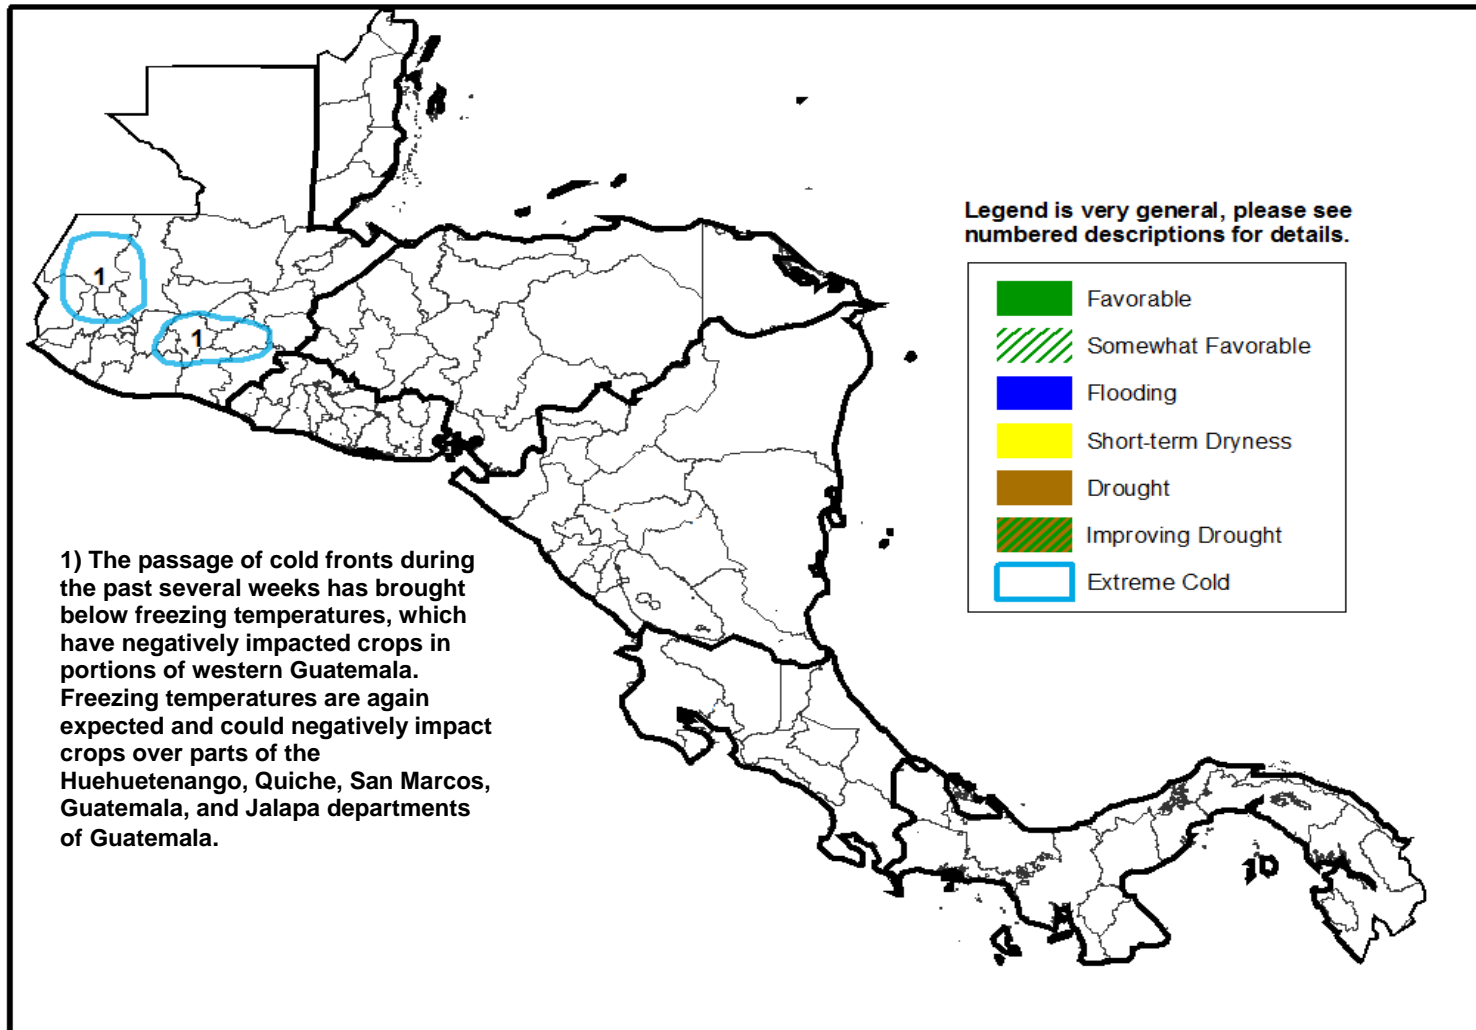 1
1
Legend is very general, please see
numbered descriptions for details.
Favorable
Somewhat Favorable
Flooding
Short-term Dryness
Drought
Improving Drought
Extreme Cold
1) The passage of cold fronts during
the past several weeks has brought
below freezing temperatures, which
have negatively impacted crops in
portions of western Guatemala.
Freezing temperatures are again
expected and could negatively impact
crops over parts of the
Huehuetenango, Quiche, San Marcos,
Guatemala, and Jalapa departments
of Guatemala.